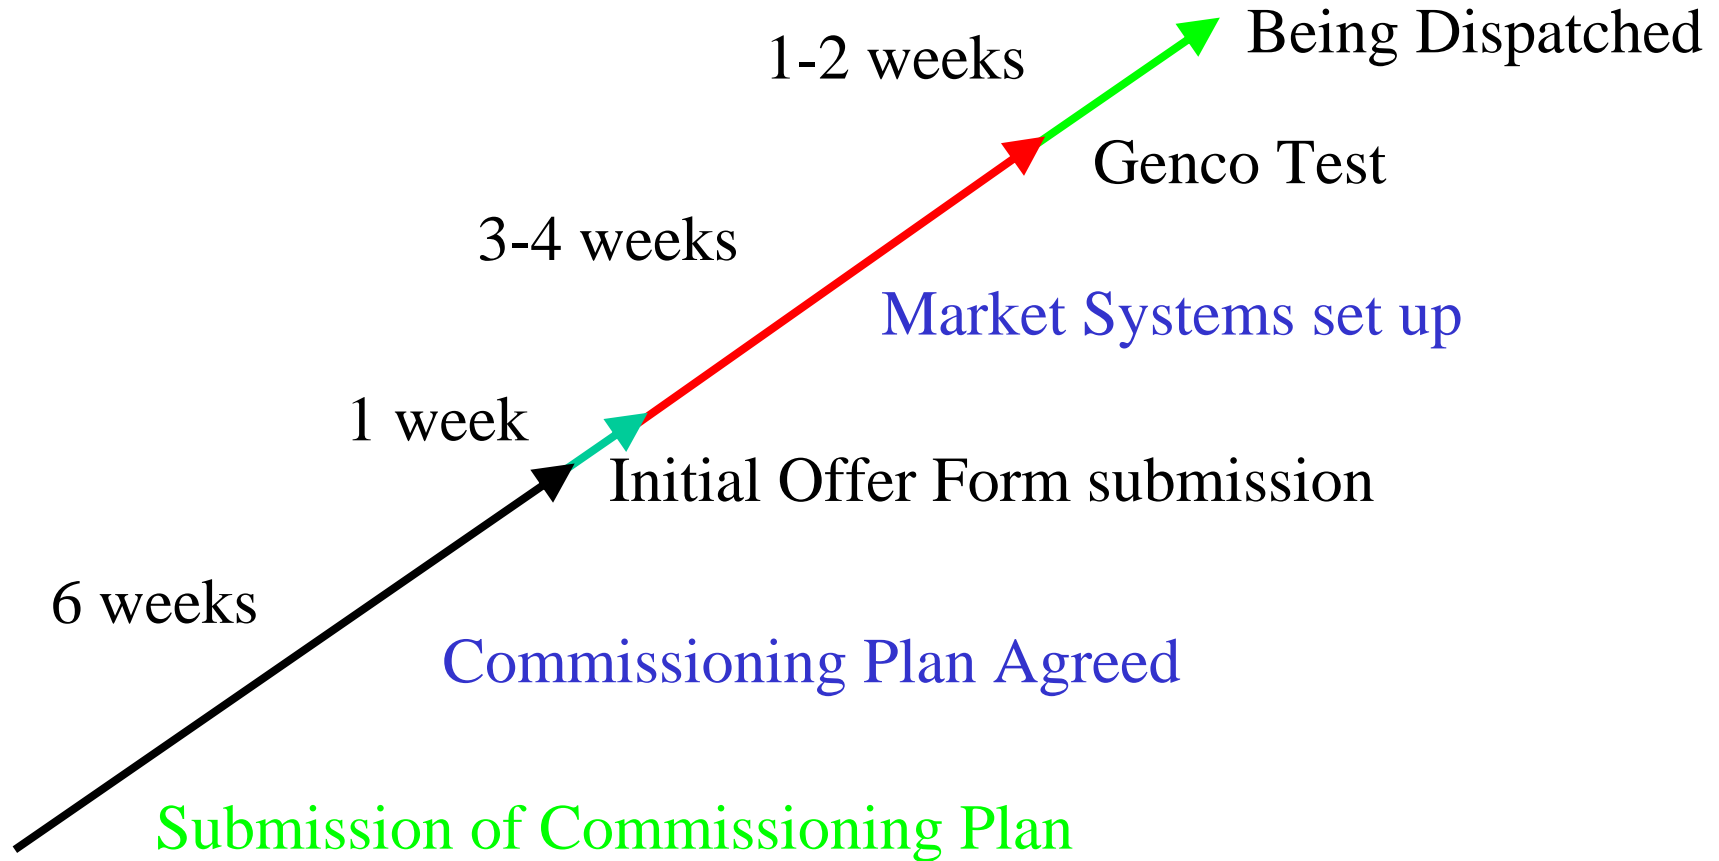 Being Dispatched
1-2 weeks
Genco Test
3-4 weeks
Market Systems set up
1 week
Initial Offer Form submission
6 weeks
Commissioning Plan Agreed
Submission of Commissioning Plan